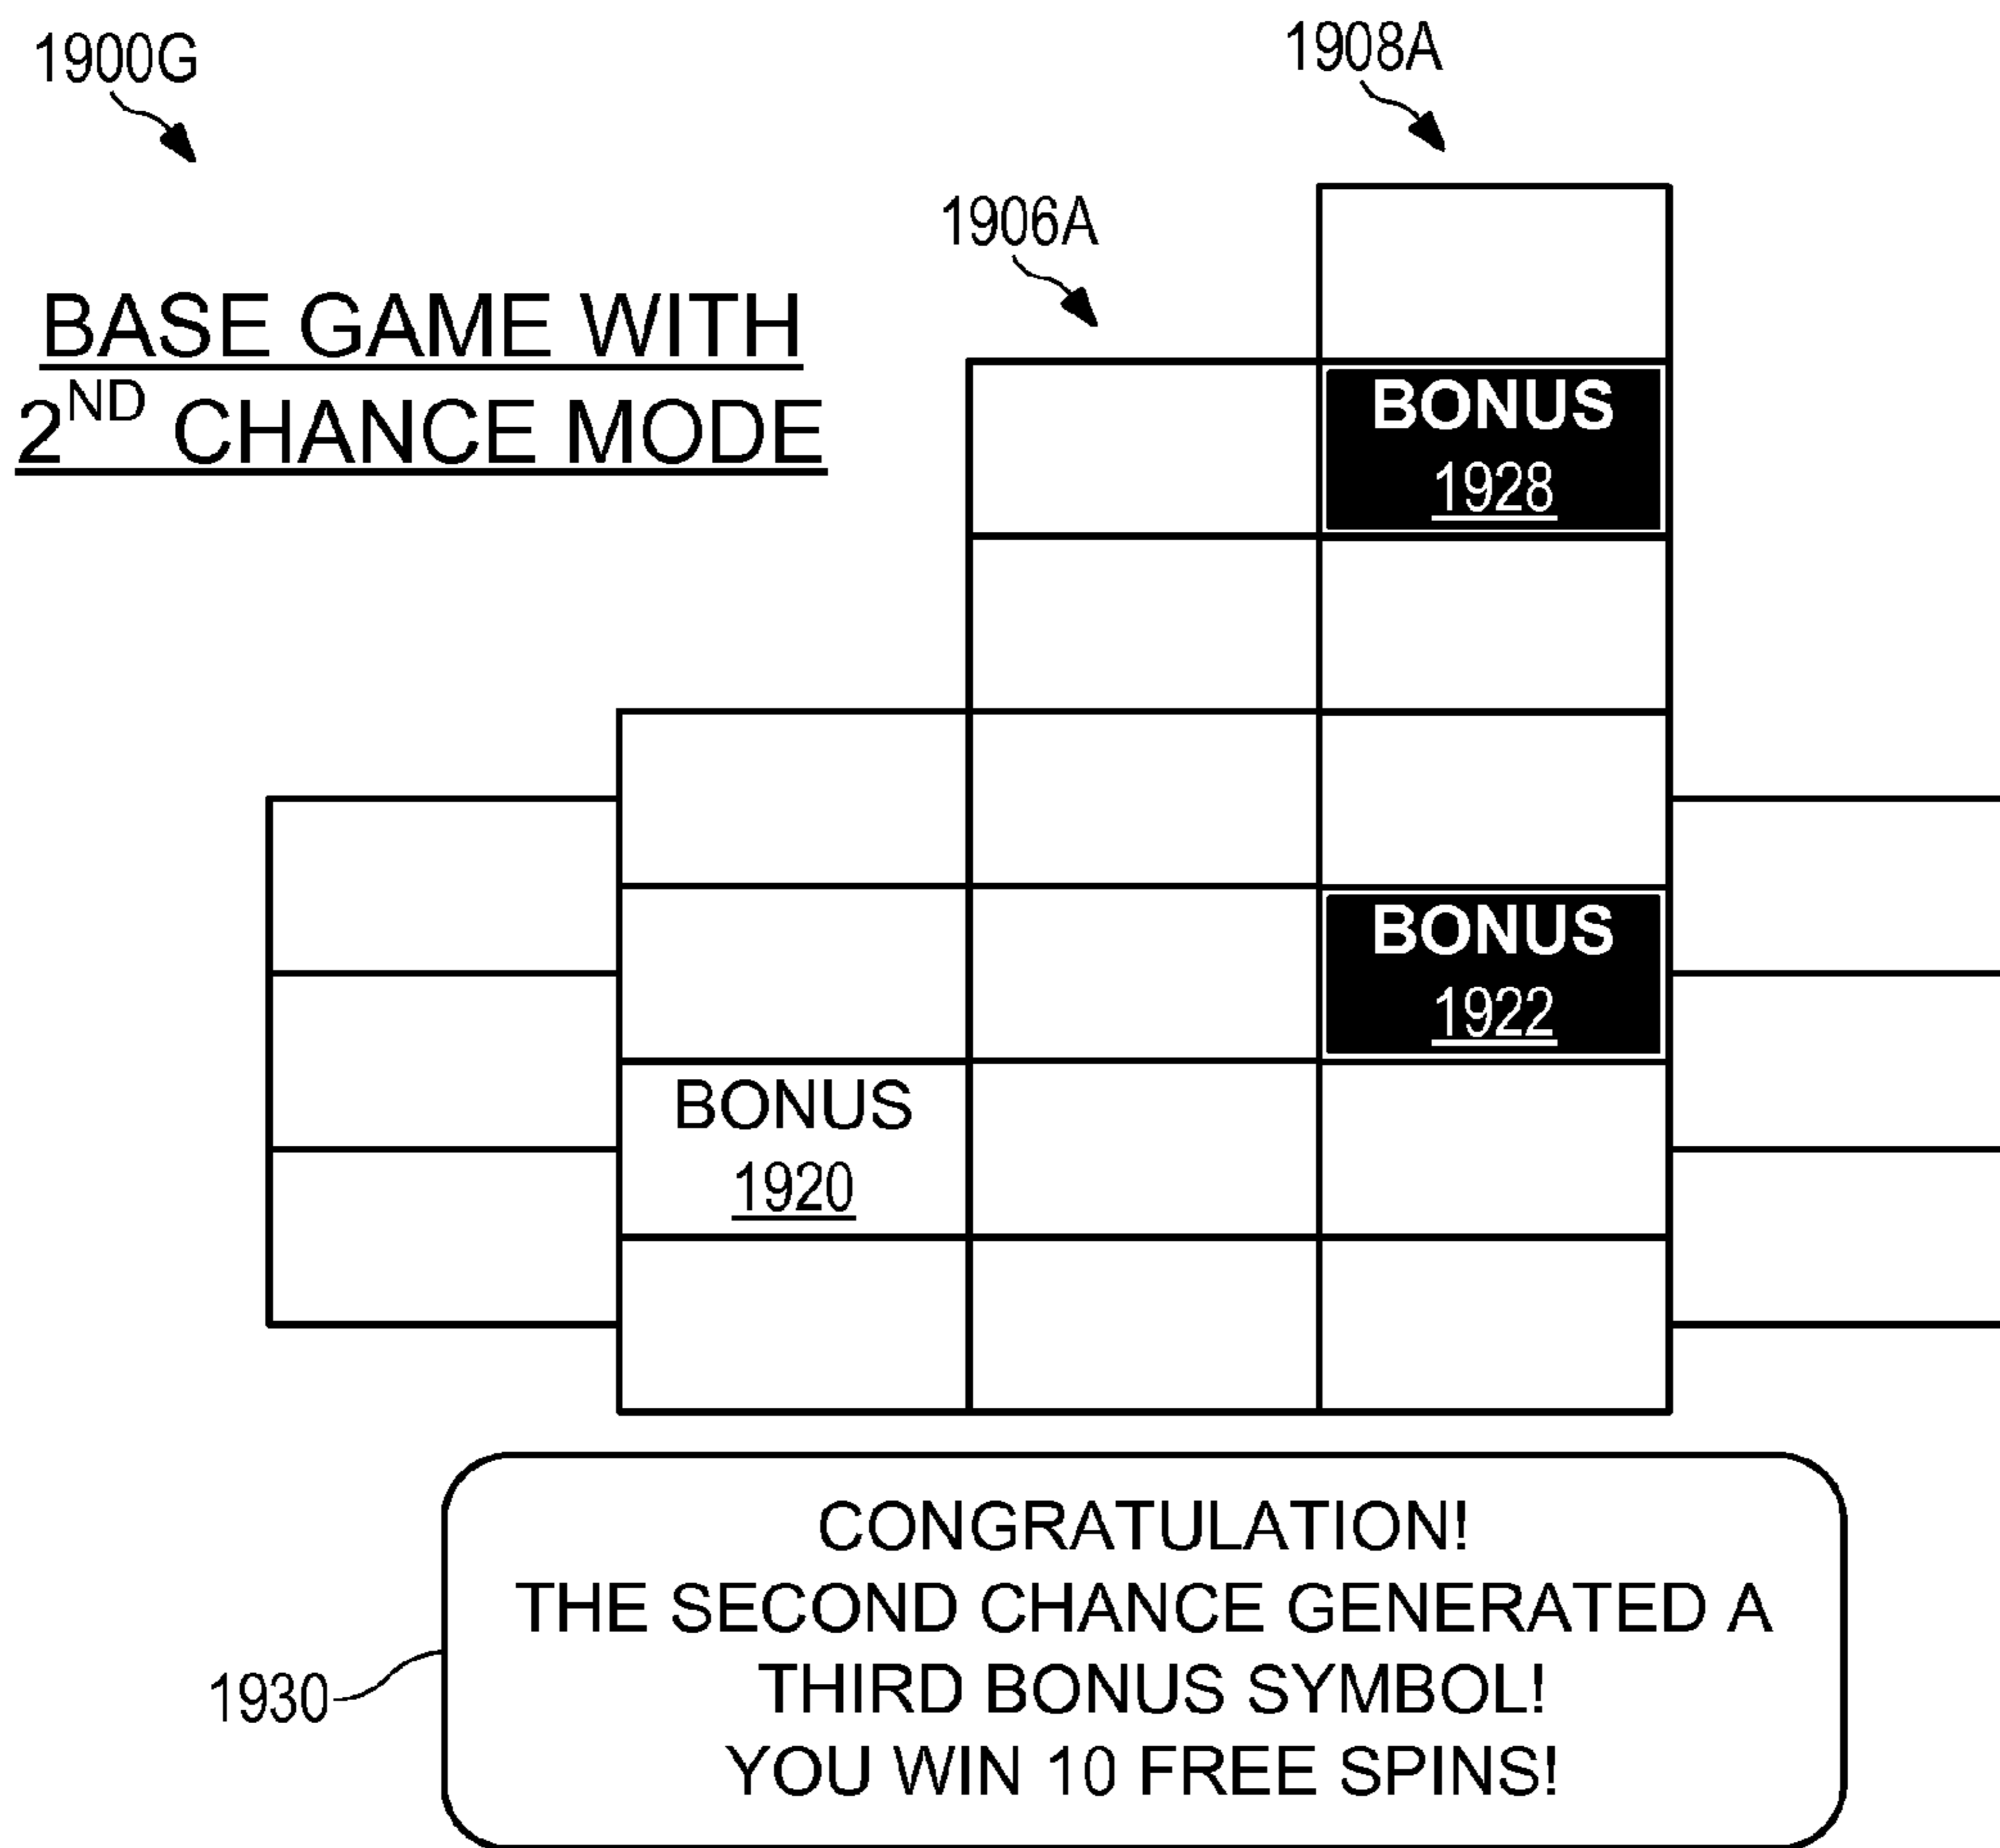 1900G
1908A
1906A
BASE GAME WITH
2ND CHANCE MODE
BONUS
1928
BONUS
1922
BONUS
1920
CONGRATULATION!
THE SECOND CHANCE GENERATED A
THIRD BONUS SYMBOL!
YOU WIN 10 FREE SPINS!
1930